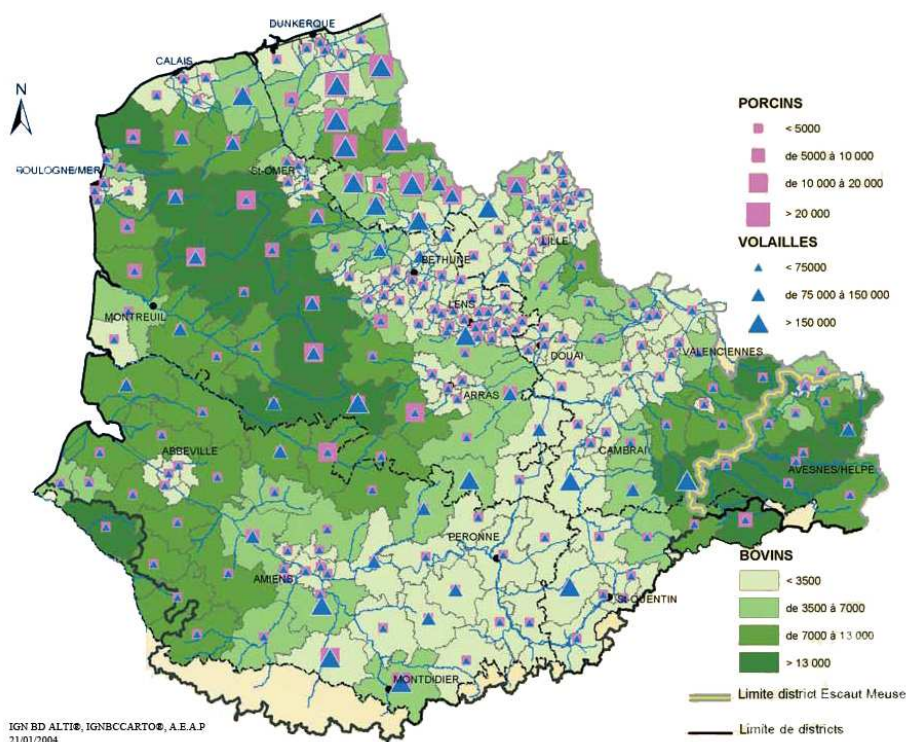 DUNKERQUE
CALAIS
N
BOULOGNE/MER
St-OMER
LILLE
BETHUNE
LENS
MONTREUIL
DOUAI
VALENCIENNES
ARRAS
ABBEVILLE
CAMBRAI
AVESNES/HELPE
PERONNE
AMIENS
St-QUENTIN
MONTDIDIER
PORCINS
< 5000
de 5000 à 10 000
de 10 000 à 20 000
> 20 000
VOLAILLES
< 75000
de 75 000 à 150 000
> 150 000
BOVINS
< 3500
de 3500 à 7000
de 7000 à 13 000
> 13 000
Limite district Escaut Meuse
Limite de districts
IGN BD ALTI®, IGNBCCARTO®, A.E.A.P
21/01/2004